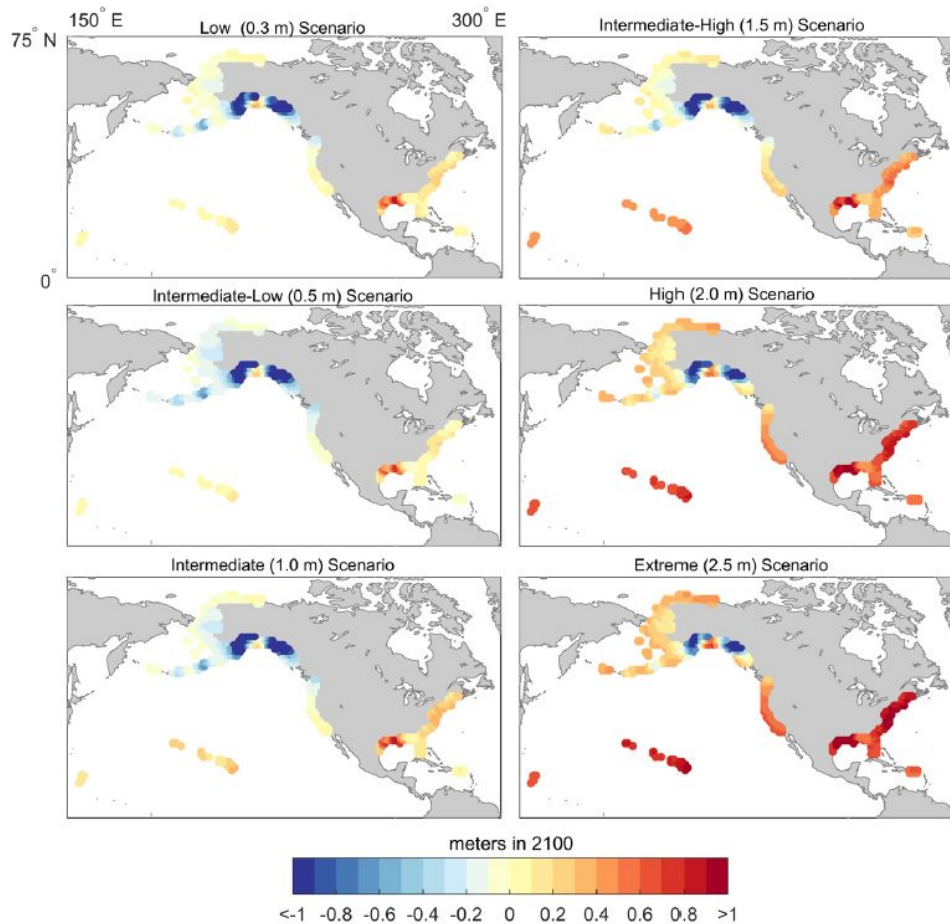 150° E
300° E
75° N
0°
Low (0.3 m) Scenario
Intermediate-High (1.5 m) Scenario
Intermediate-Low (0.5 m) Scenario
High (2.0 m) Scenario
Intermediate (1.0 m) Scenario
Extreme (2.5 m) Scenario
meters in 2100
<-1 -0.8 -0.6 -0.4 -0.2 0 0.2 0.4 0.6 0.8 >1